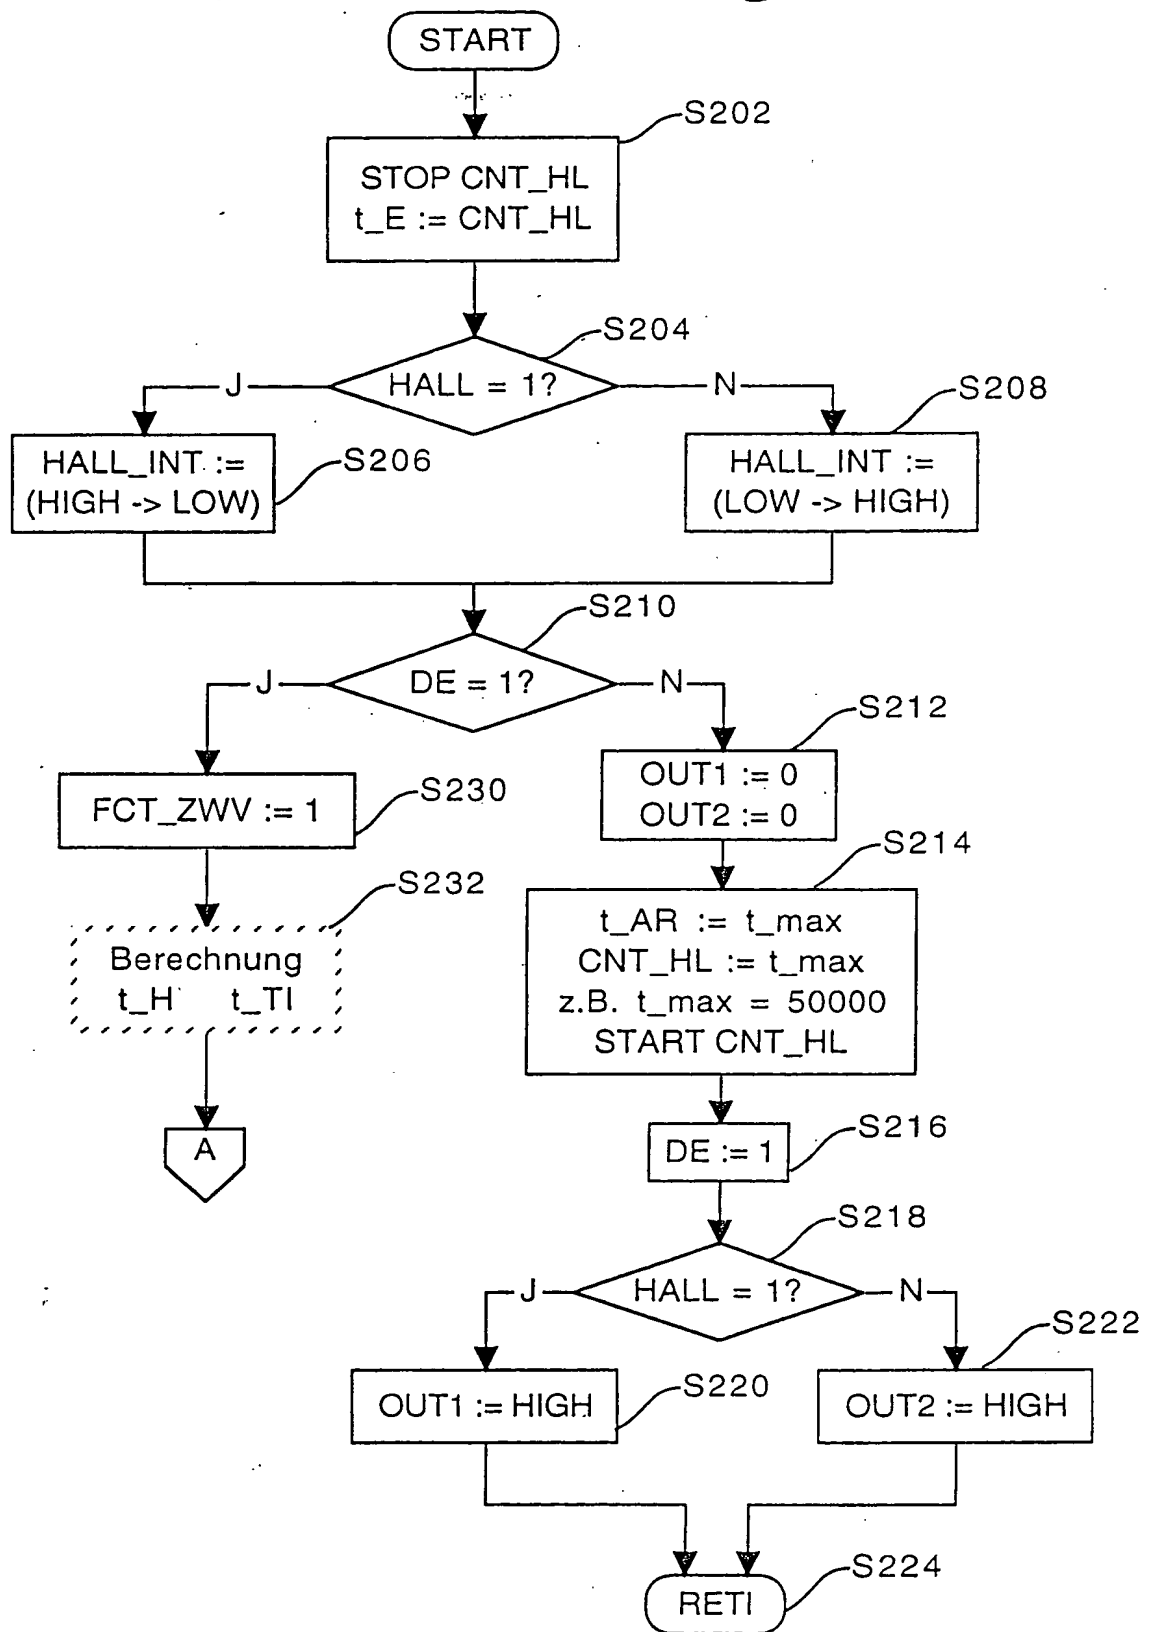 START
S202
STOP CNT_HL
t_E := CNT_HL
S204
HALL = 1?
J
N
S206
HALL_INT :=
(HIGH -> LOW)
S208
HALL_INT :=
(LOW -> HIGH)
S210
DE = 1?
J
N
S230
FCT_ZWV := 1
S232
Berechnung
t_H t_TI
A
S212
OUT1 := 0
OUT2 := 0
S214
t_AR := t_max
CNT_HL := t_max
z.B. t_max = 50000
START CNT_HL
S216
DE := 1
S218
HALL = 1?
J
N
S220
OUT1 := HIGH
S222
OUT2 := HIGH
S224
RETI